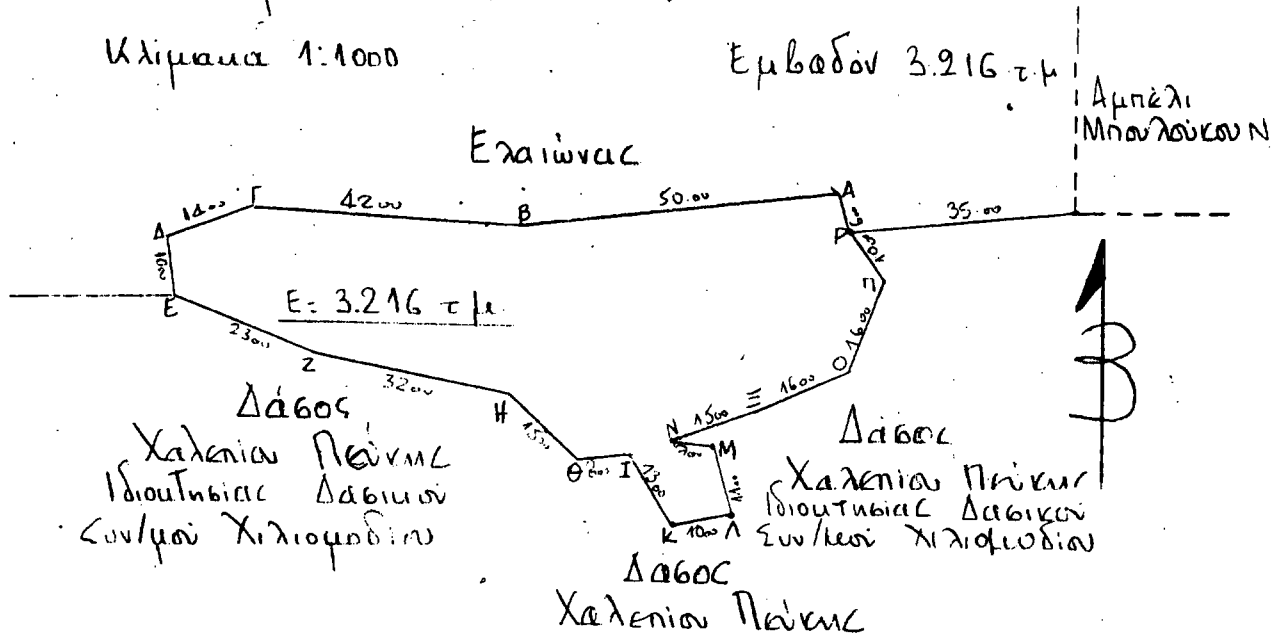 Κλίμακα 1:1000
Εμβαδόν 3.216 τ.μ
Αμπέλι
Μπουλούκου Ν
Ελαιώνας
Δ 14.00 Γ 42.00 Β 50.00 Α
Ρ 35.00
Π
Ε
Ε= 3.216 τ.μ.
23.00
Ζ
32.00
Η
15.00
Θ
Ι
13.00
Κ 10.00 Λ
11.00
Μ
Ν 15.00 Ξ 16.00 Ο 16.00
Β
Δάσος
Χαλεπίου Πεύκης
Ιδιοκτησίας Δασικού
Συν/μού Χιλιομοδίου
Δάσος
Χαλεπίου Πεύκης
Ιδιοκτησίας Δασικού
Συν/μού Χιλιομοδίου
Δάσος
Χαλεπίου Πεύκης